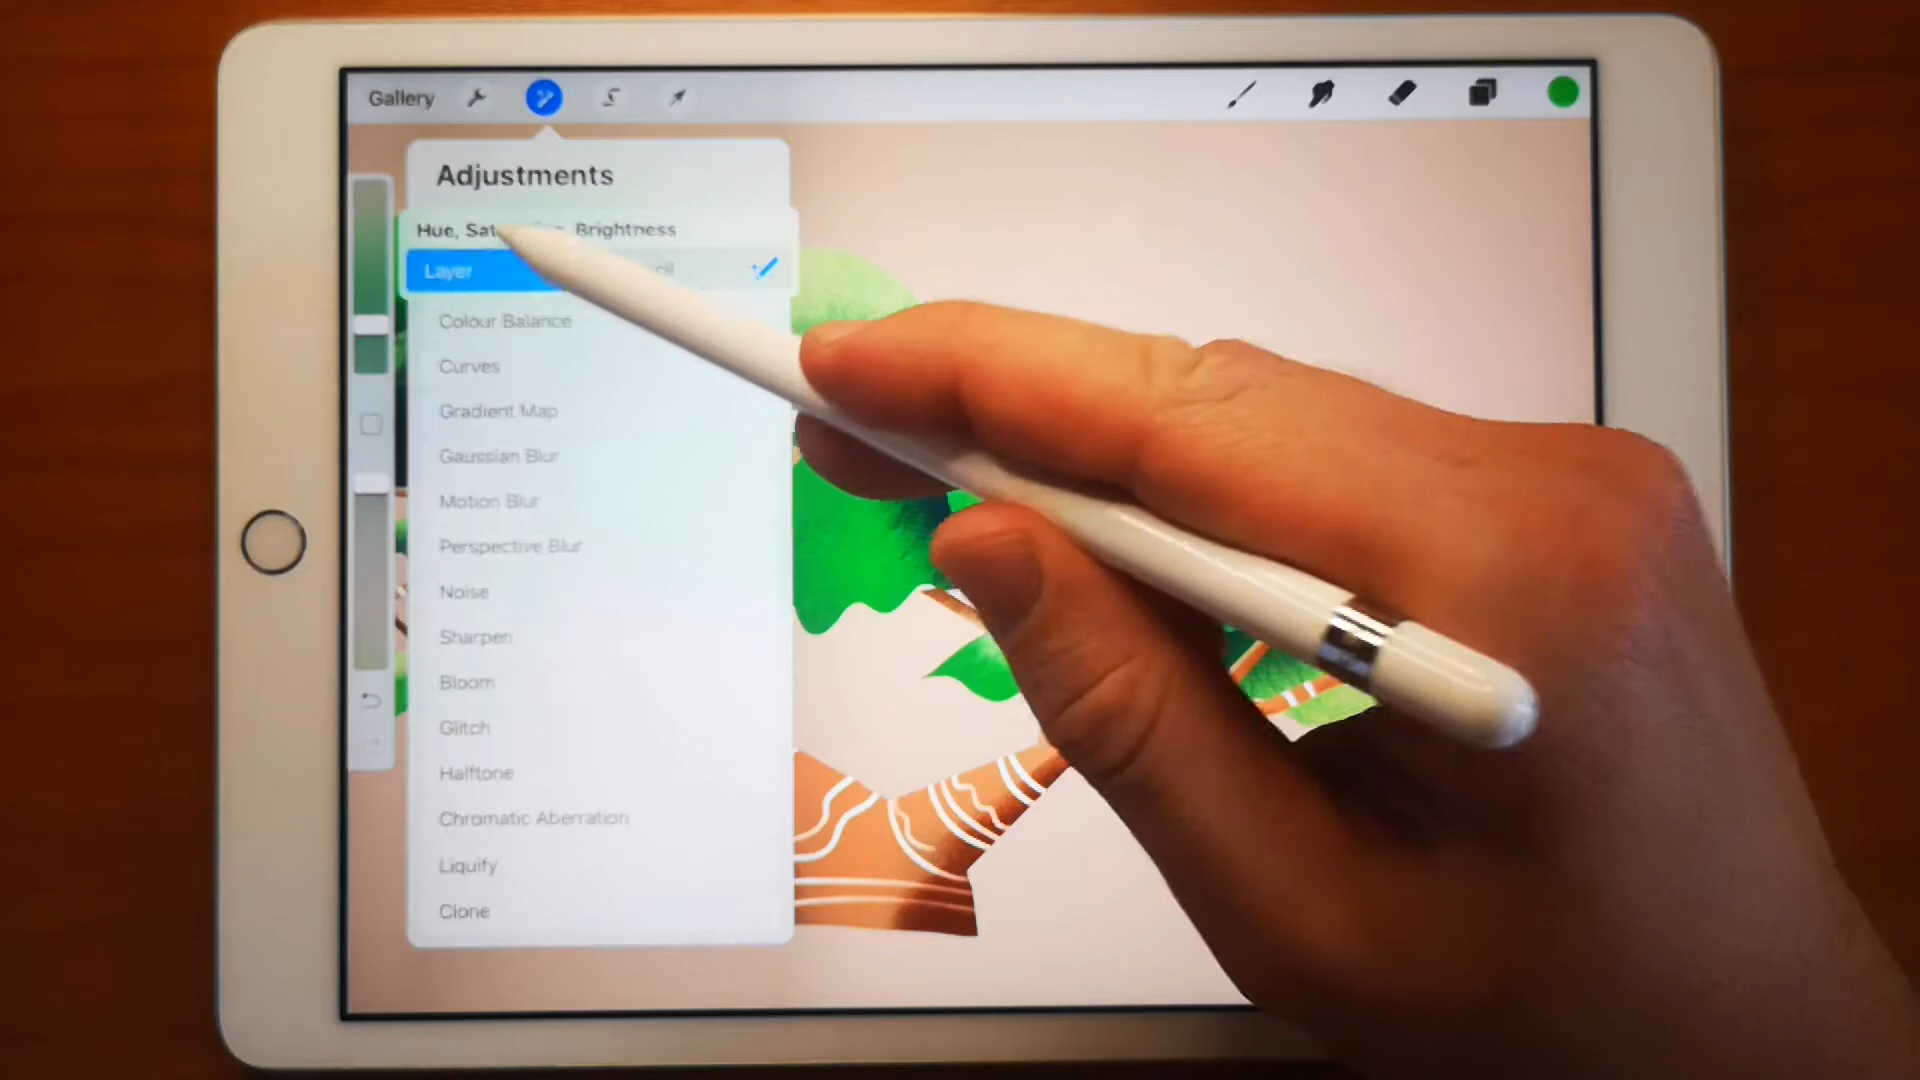 Gallery
Adjustments
Hue, Sat Brightness
Layer
Colour Balance
Curves
Gradient Map
Gaussian Blur
Motion Blur
Perspective Blur
Noise
Sharpen
Bloom
Glitch
Halftone
Chromatic Aberration
Liquify
Clone